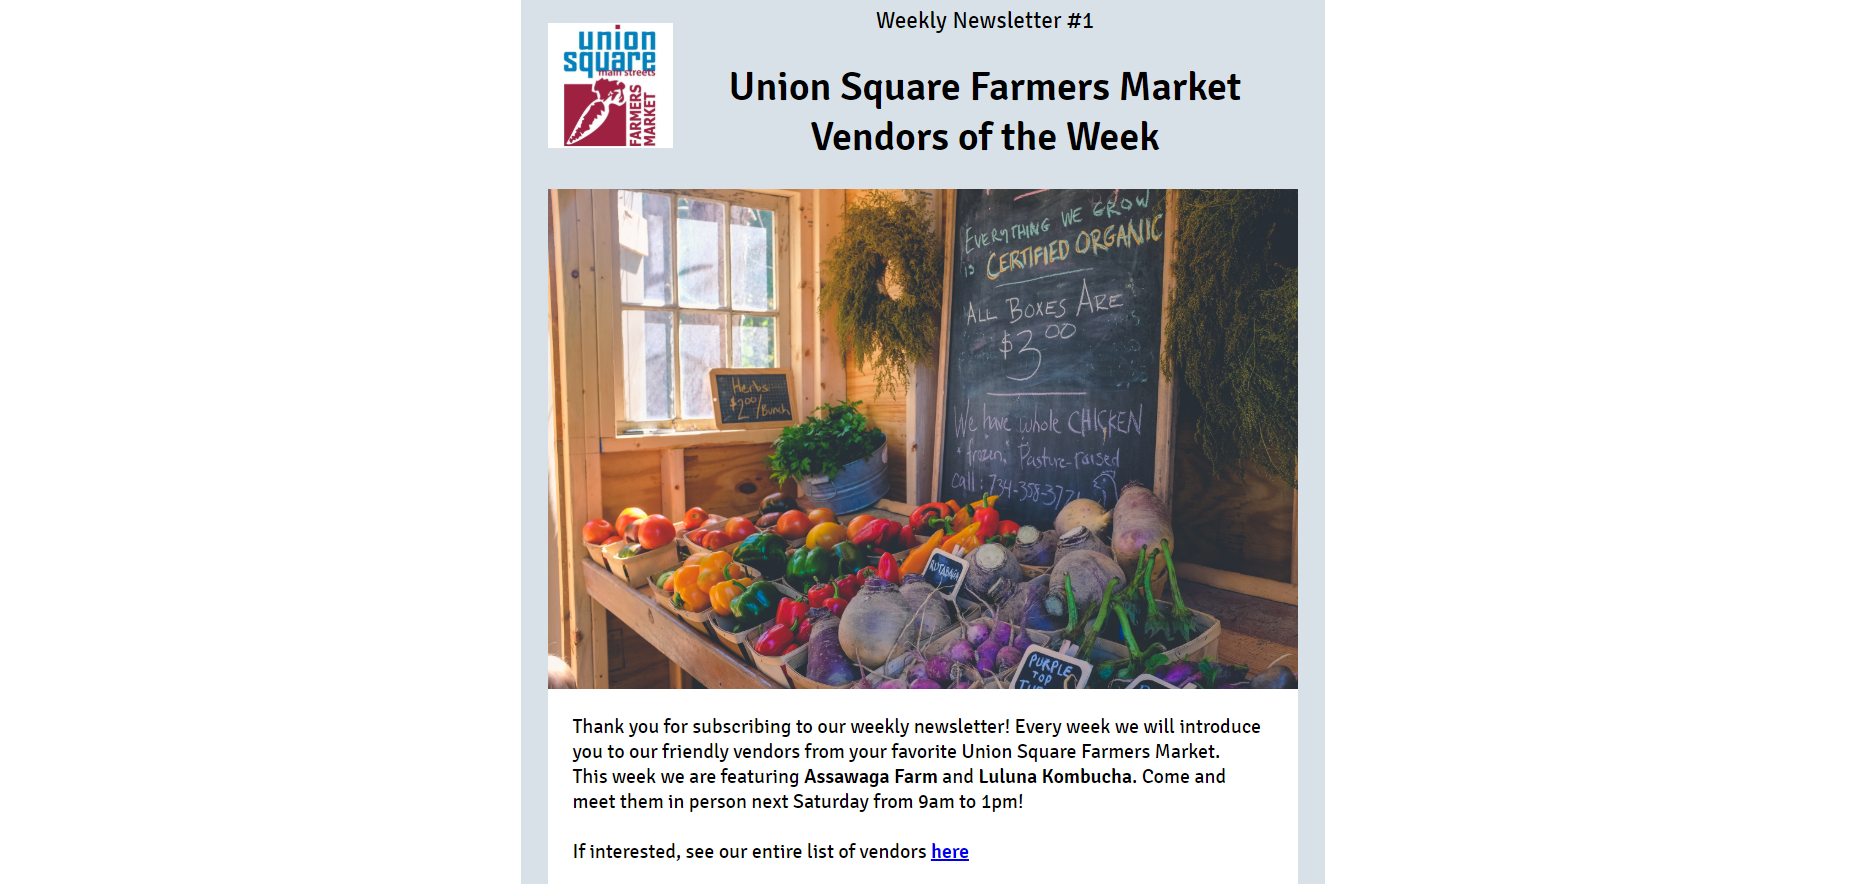 Weekly Newsletter #1
union
square
main streets
FARMERS
MARKET
Union Square Farmers Market
Vendors of the Week
EVERYTHING WE GROW
is CERTIFIED ORGANIC
ALL BOXES ARE
$3.00
Herbs
$2.00/Bunch
We have whole CHICKEN
frozen, Pasture-raised
call: 734-358-377
RUTABAGA
PURPLE
TOP
Thank you for subscribing to our weekly newsletter! Every week we will introduce
you to our friendly vendors from your favorite Union Square Farmers Market.
This week we are featuring Assawaga Farm and Luluna Kombucha. Come and
meet them in person next Saturday from 9am to 1pm!
If interested, see our entire list of vendors here